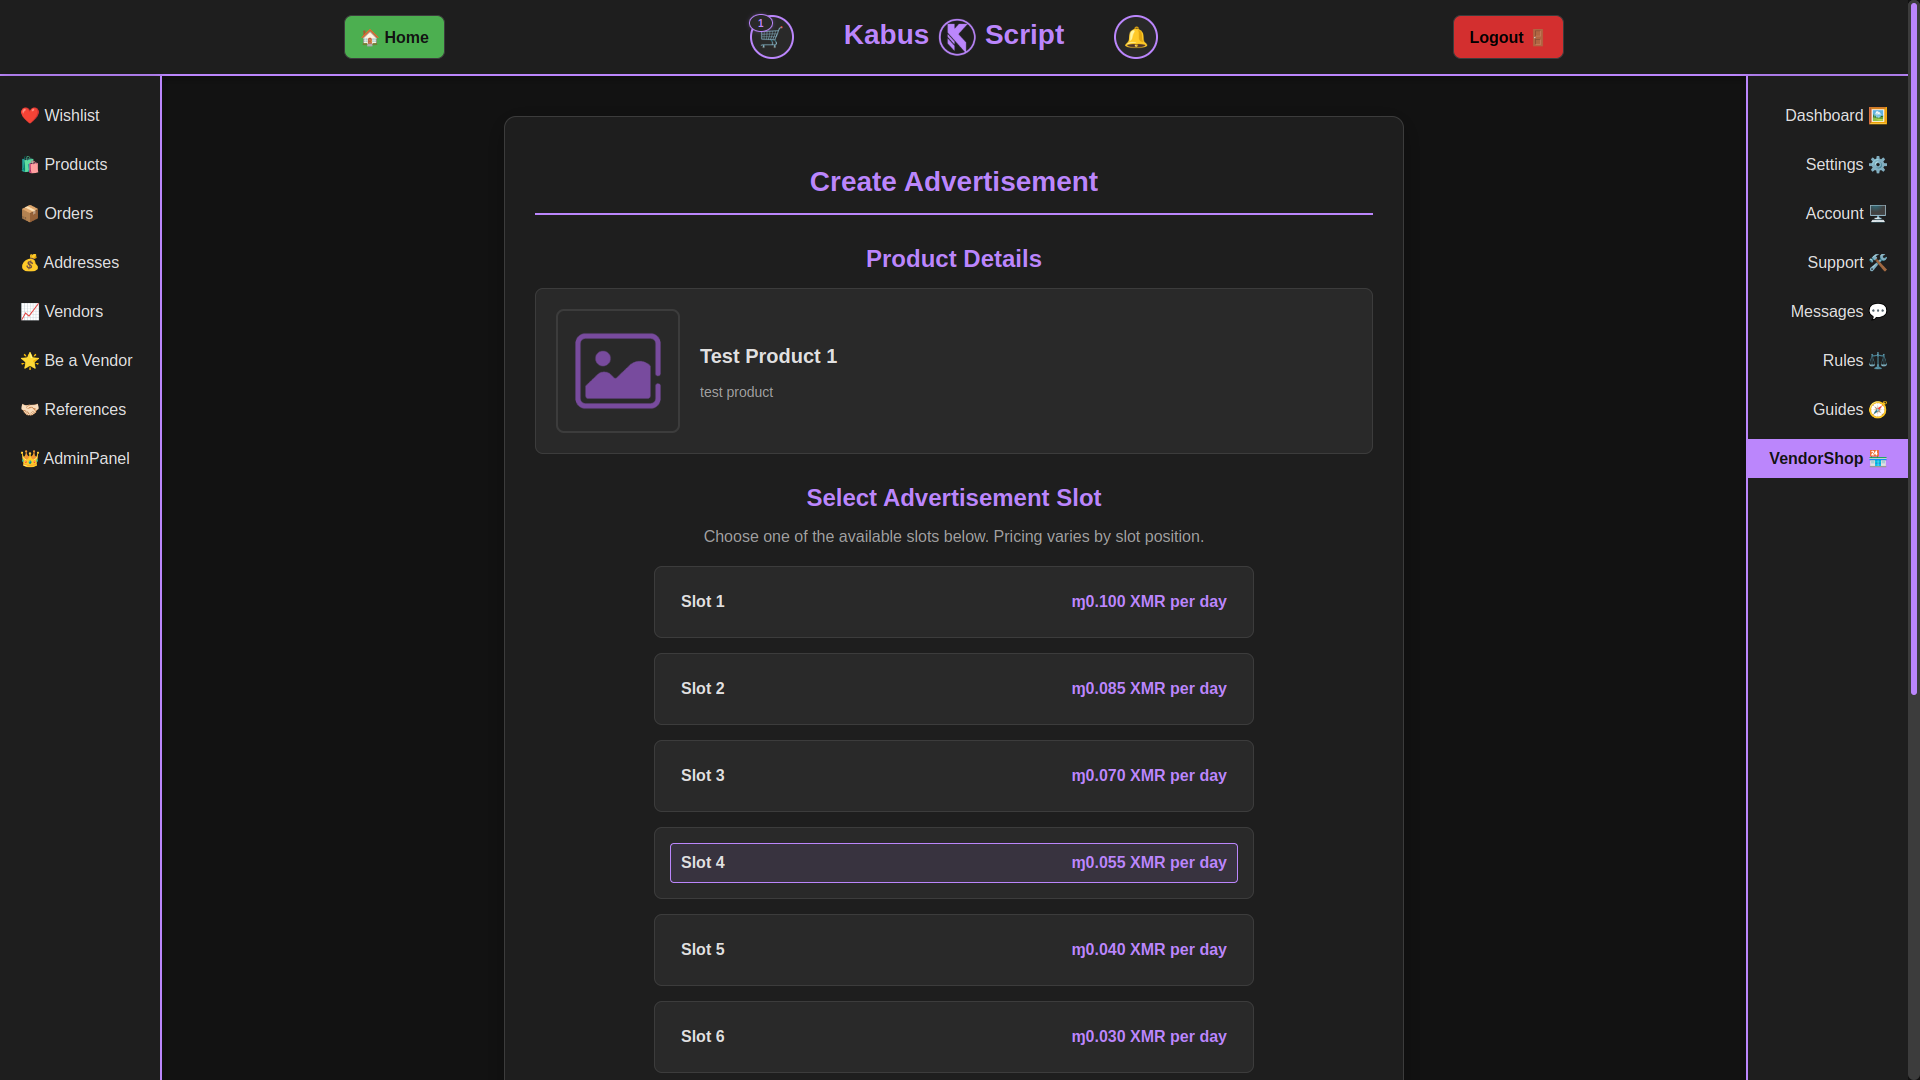 🏠 Home
1
Kabus Script
Logout 🚪
❤️ Wishlist
🛍️ Products
📦 Orders
💰 Addresses
📈 Vendors
🌟 Be a Vendor
🤝🏻 References
👑 AdminPanel
Create Advertisement
Product Details
Test Product 1
test product
Select Advertisement Slot
Choose one of the available slots below. Pricing varies by slot position.
Slot 1 ɱ0.100 XMR per day
Slot 2 ɱ0.085 XMR per day
Slot 3 ɱ0.070 XMR per day
Slot 4 ɱ0.055 XMR per day
Slot 5 ɱ0.040 XMR per day
Slot 6 ɱ0.030 XMR per day
Dashboard 🖼️
Settings ⚙️
Account 🖥️
Support 🛠️
Messages 💬
Rules ⚖️
Guides 🧭
VendorShop 🏪